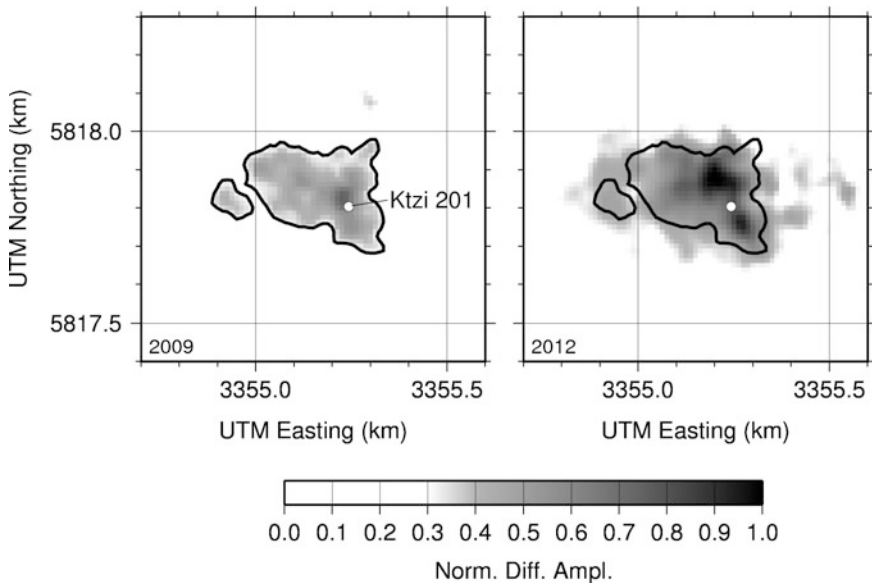 UTM Northing (km)
5818.0
5817.5
Ktzi 201
2009
2012
3355.0
3355.5
3355.0
3355.5
UTM Easting (km)
UTM Easting (km)
0.0 0.1 0.2 0.3 0.4 0.5 0.6 0.7 0.8 0.9 1.0
Norm. Diff. Ampl.